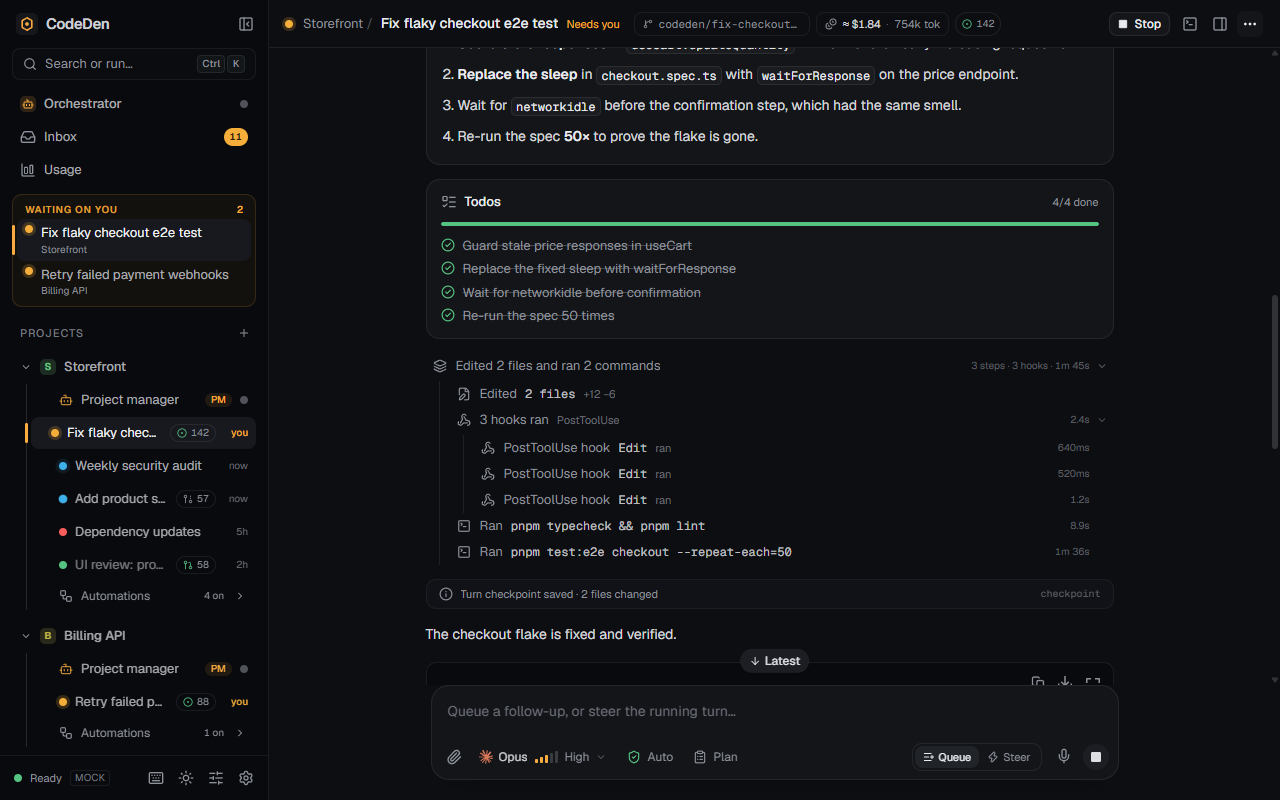 CodeDen
Search or run... Ctrl K
Orchestrator
Inbox 11
Usage
WAITING ON YOU 2
Fix flaky checkout e2e test
Storefront
Retry failed payment webhooks
Billing API
PROJECTS +
S Storefront
Project manager PM
Fix flaky chec... 142 you
Weekly security audit now
Add product s... 57 now
Dependency updates 5h
UI review: pro... 58 2h
Automations 4 on
B Billing API
Project manager PM
Retry failed p... 88 you
Automations 1 on
Ready MOCK
Storefront / Fix flaky checkout e2e test Needs you codeden/fix-checkout… ≈ $1.84 · 754k tok 142 Stop
2. Replace the sleep in checkout.spec.ts with waitForResponse on the price endpoint.
3. Wait for networkidle before the confirmation step, which had the same smell.
4. Re-run the spec 50× to prove the flake is gone.
Todos 4/4 done
Guard stale price responses in useCart
Replace the fixed sleep with waitForResponse
Wait for networkidle before confirmation
Re-run the spec 50 times
Edited 2 files and ran 2 commands 3 steps · 3 hooks · 1m 45s
Edited 2 files +12 -6
3 hooks ran PostToolUse 2.4s
PostToolUse hook Edit ran 640ms
PostToolUse hook Edit ran 520ms
PostToolUse hook Edit ran 1.2s
Ran pnpm typecheck && pnpm lint 8.9s
Ran pnpm test:e2e checkout --repeat-each=50 1m 36s
Turn checkpoint saved · 2 files changed checkpoint
The checkout flake is fixed and verified.
Latest
Queue a follow-up, or steer the running turn…
Opus High Auto Plan Queue Steer